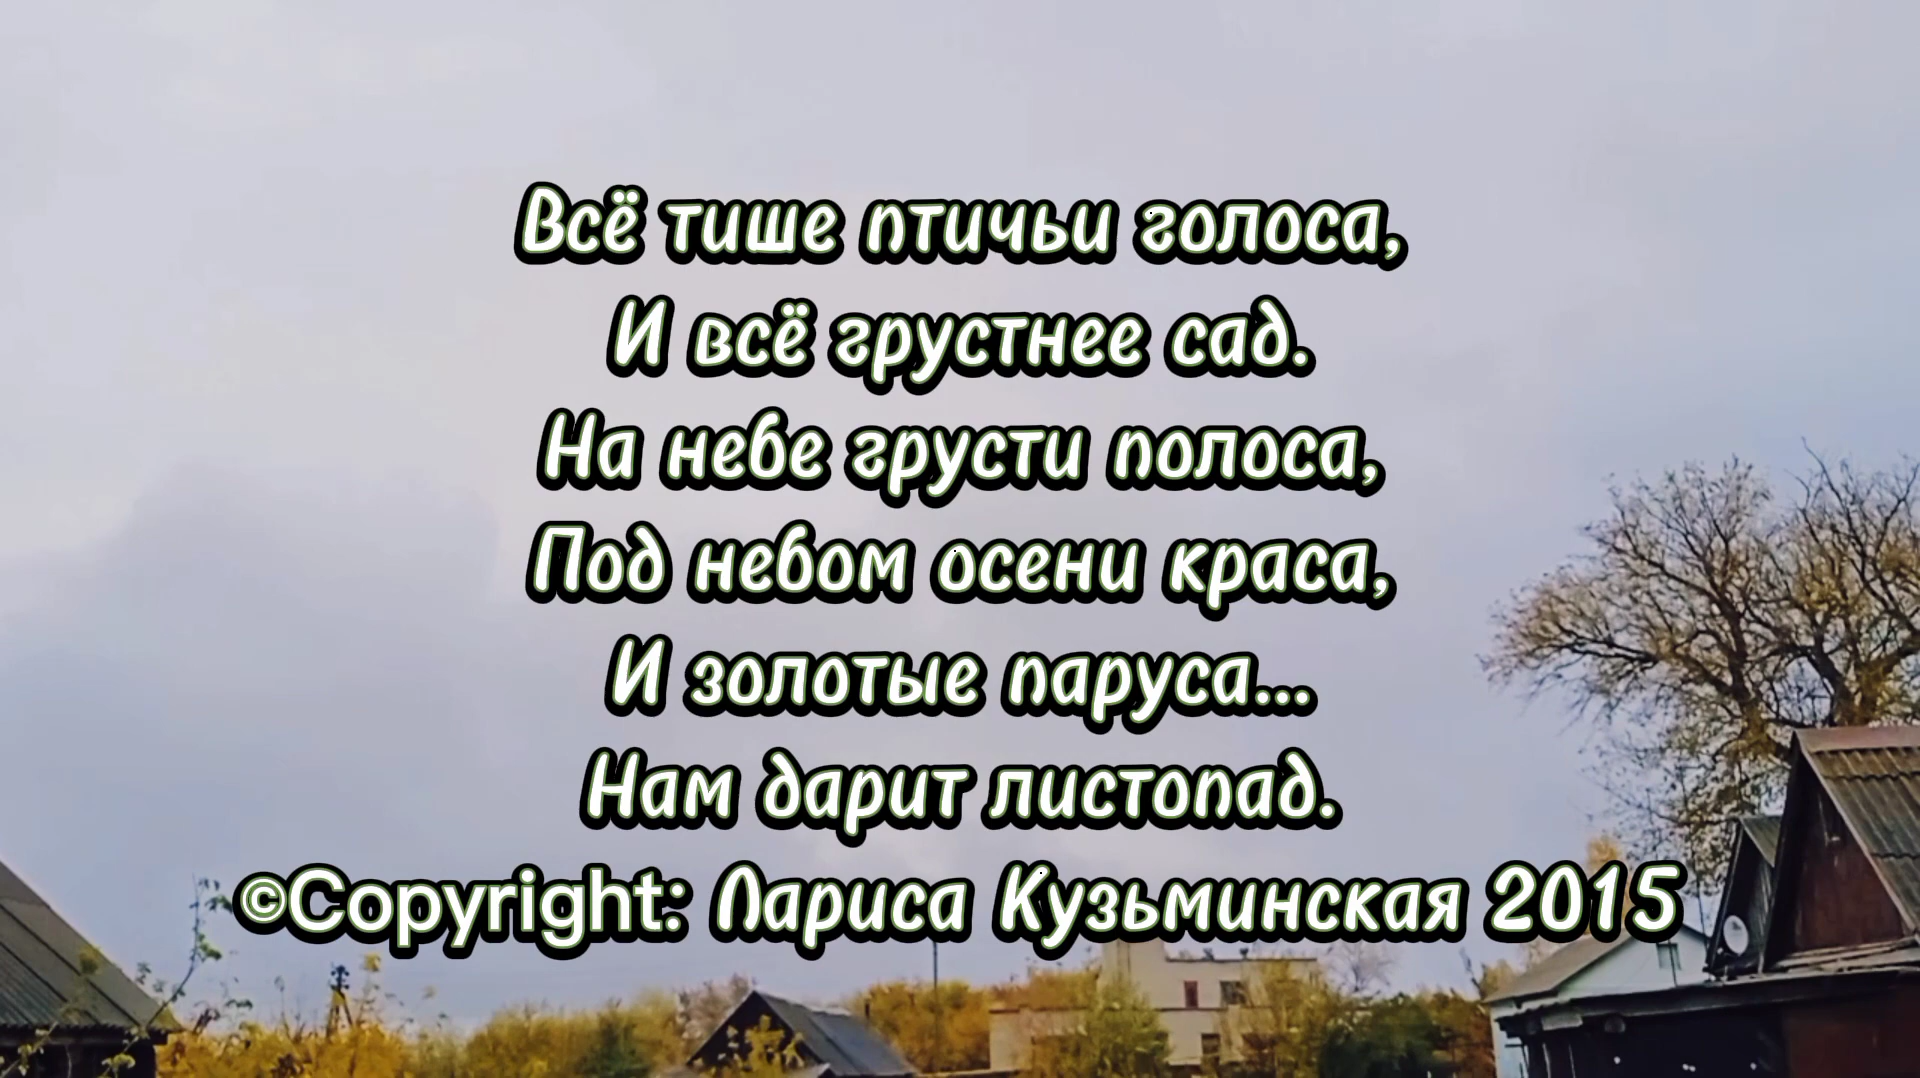 Всё тише птичьи голоса,
И всё грустнее сад.
На небе грусти полоса,
Под небом осени краса,
И золотые паруса...
Нам дарит листопад.
©Copyright: Лариса Кузьминская 2015